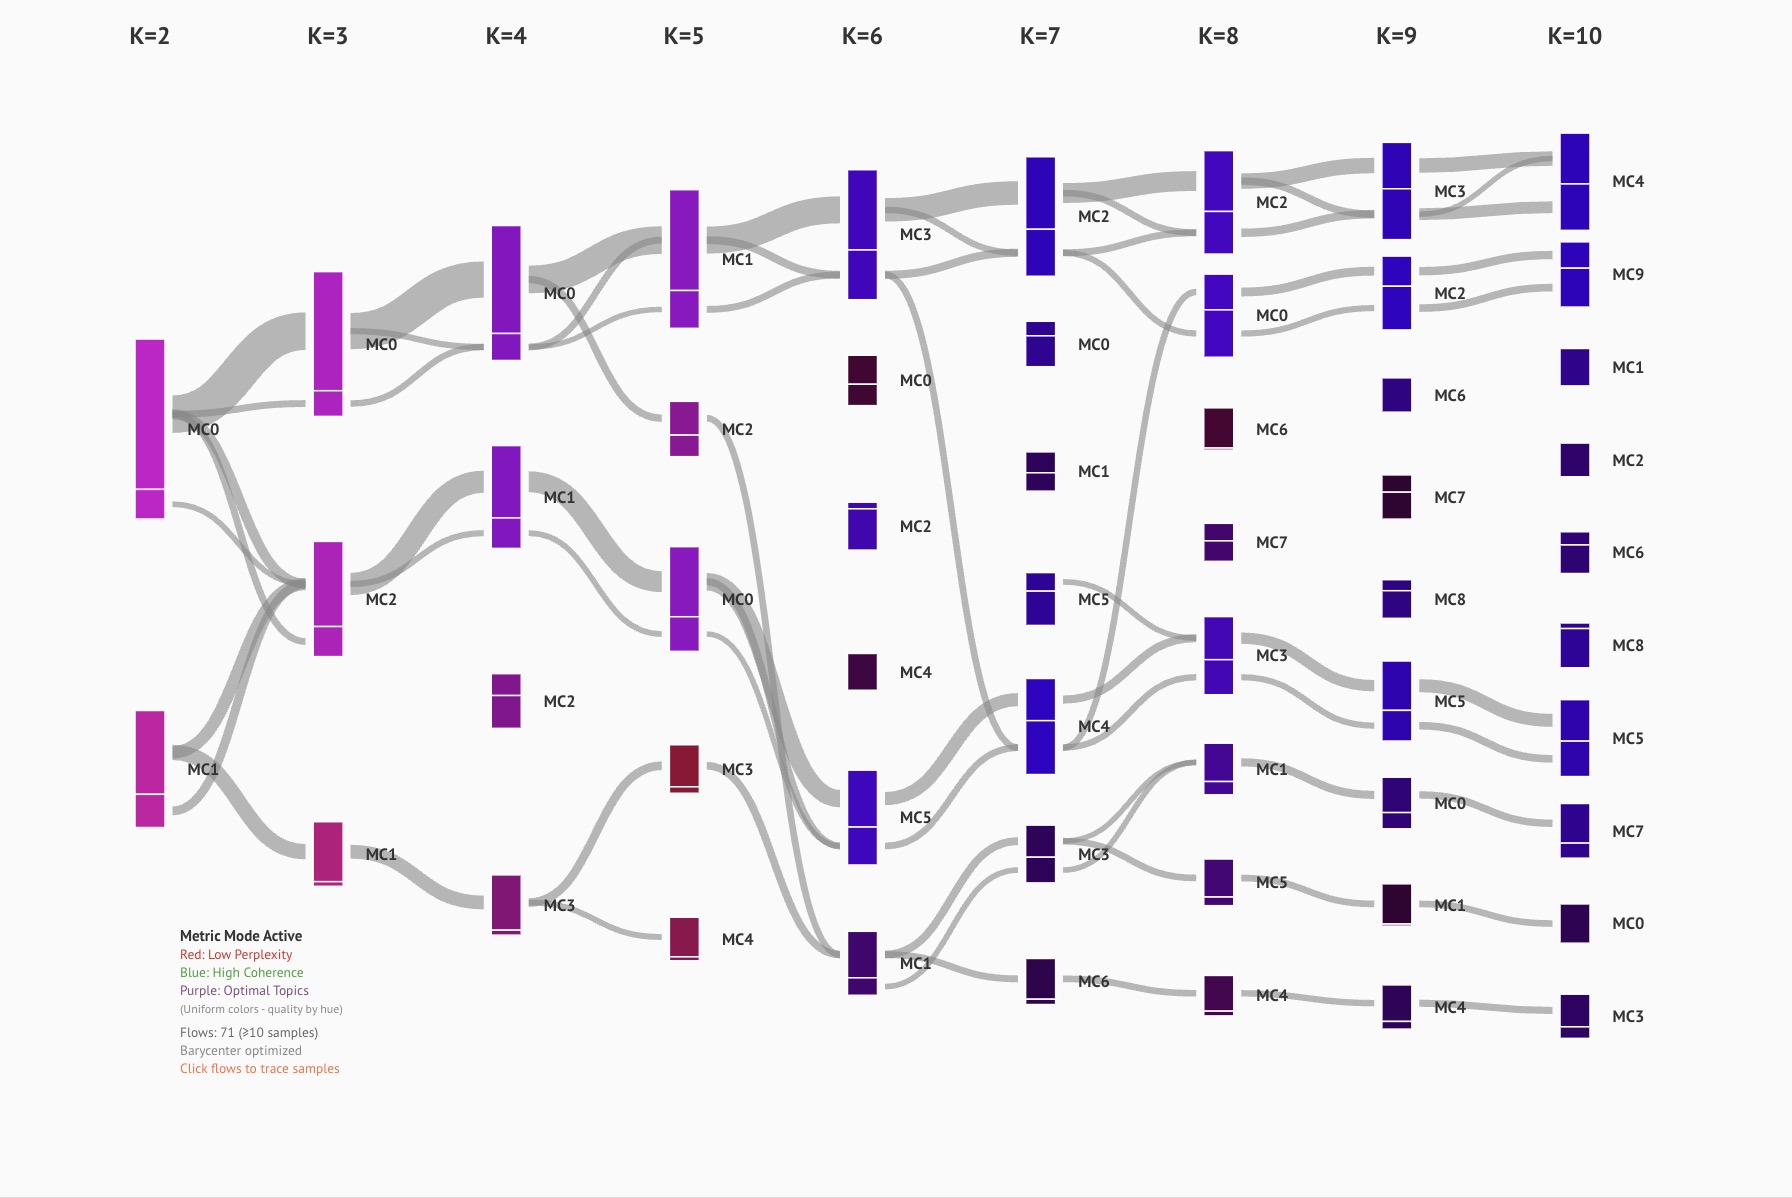 K=2 K=3 K=4 K=5 K=6 K=7 K=8 K=9 K=10
MC0
MC1
MC0
MC2
MC1
MC0
MC1
MC2
MC3
MC1
MC2
MC0
MC3
MC4
MC3
MC0
MC2
MC4
MC5
MC1
MC2
MC0
MC1
MC5
MC4
MC3
MC6
MC2
MC0
MC6
MC7
MC3
MC1
MC5
MC4
MC3
MC2
MC6
MC7
MC8
MC5
MC0
MC1
MC4
MC4
MC9
MC1
MC2
MC6
MC8
MC5
MC7
MC0
MC3
Metric Mode Active
Red: Low Perplexity
Blue: High Coherence
Purple: Optimal Topics
(Uniform colors - quality by hue)
Flows: 71 (≥10 samples)
Barycenter optimized
Click flows to trace samples